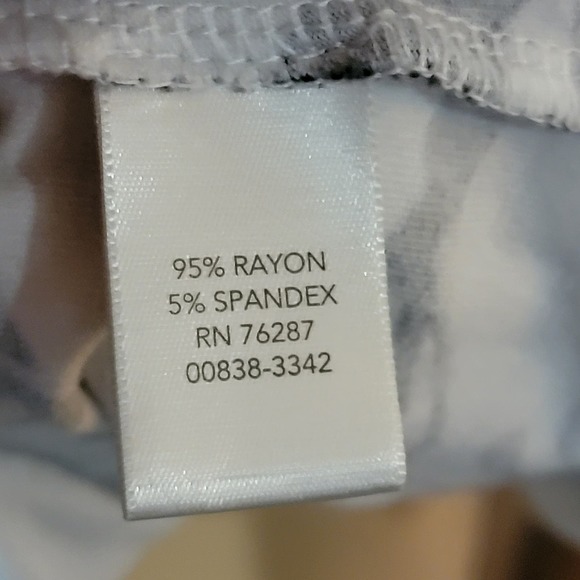 95% RAYON
5% SPANDEX
RN 76287
00838-3342